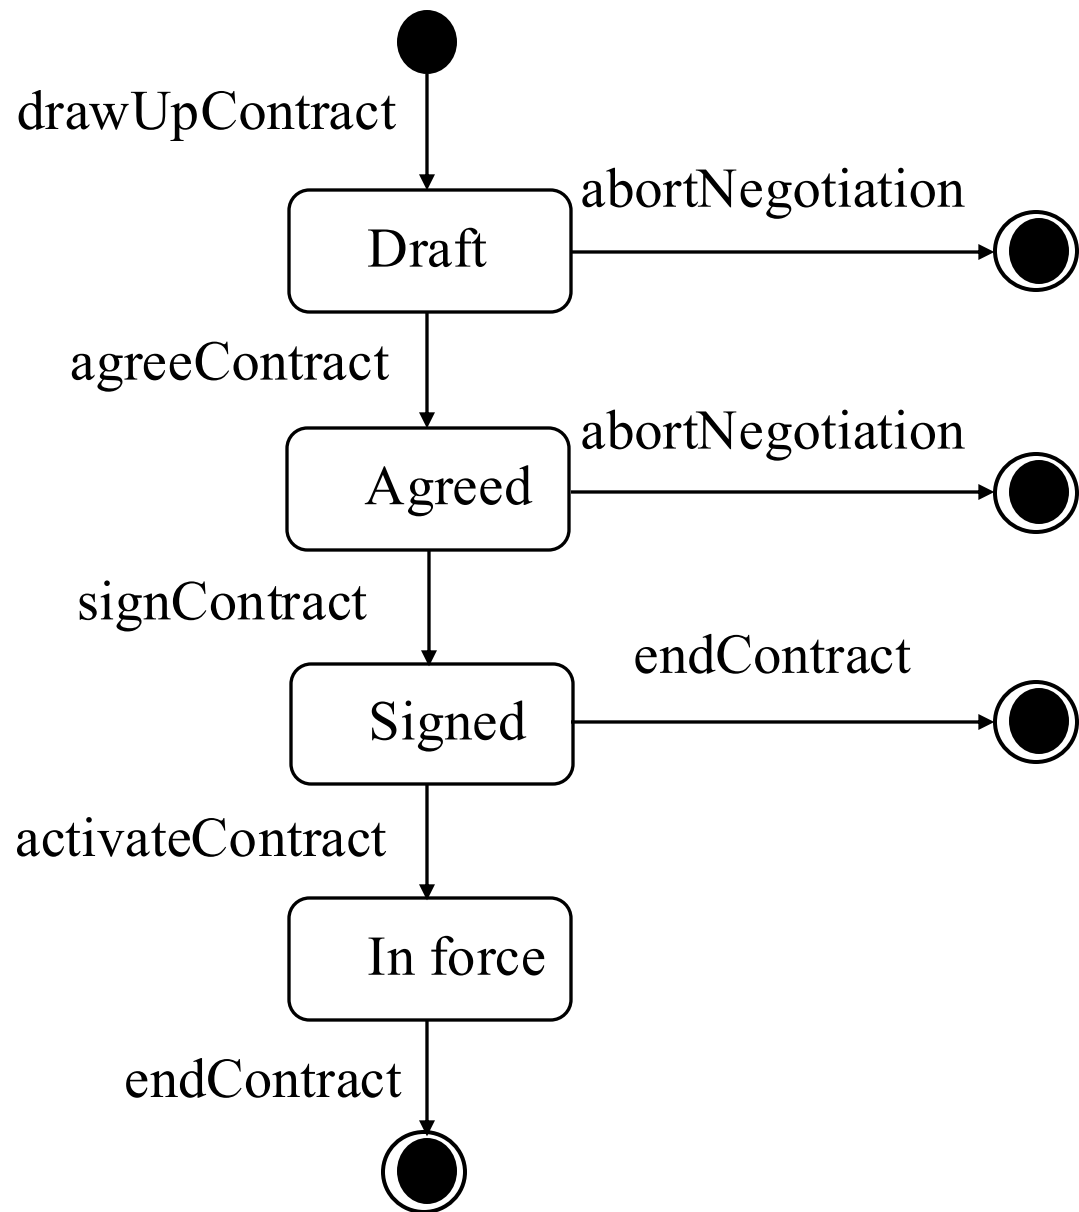 drawUpContract
abortNegotiation
Draft
agreeContract
abortNegotiation
Agreed
signContract
endContract
Signed
activateContract
In force
endContract